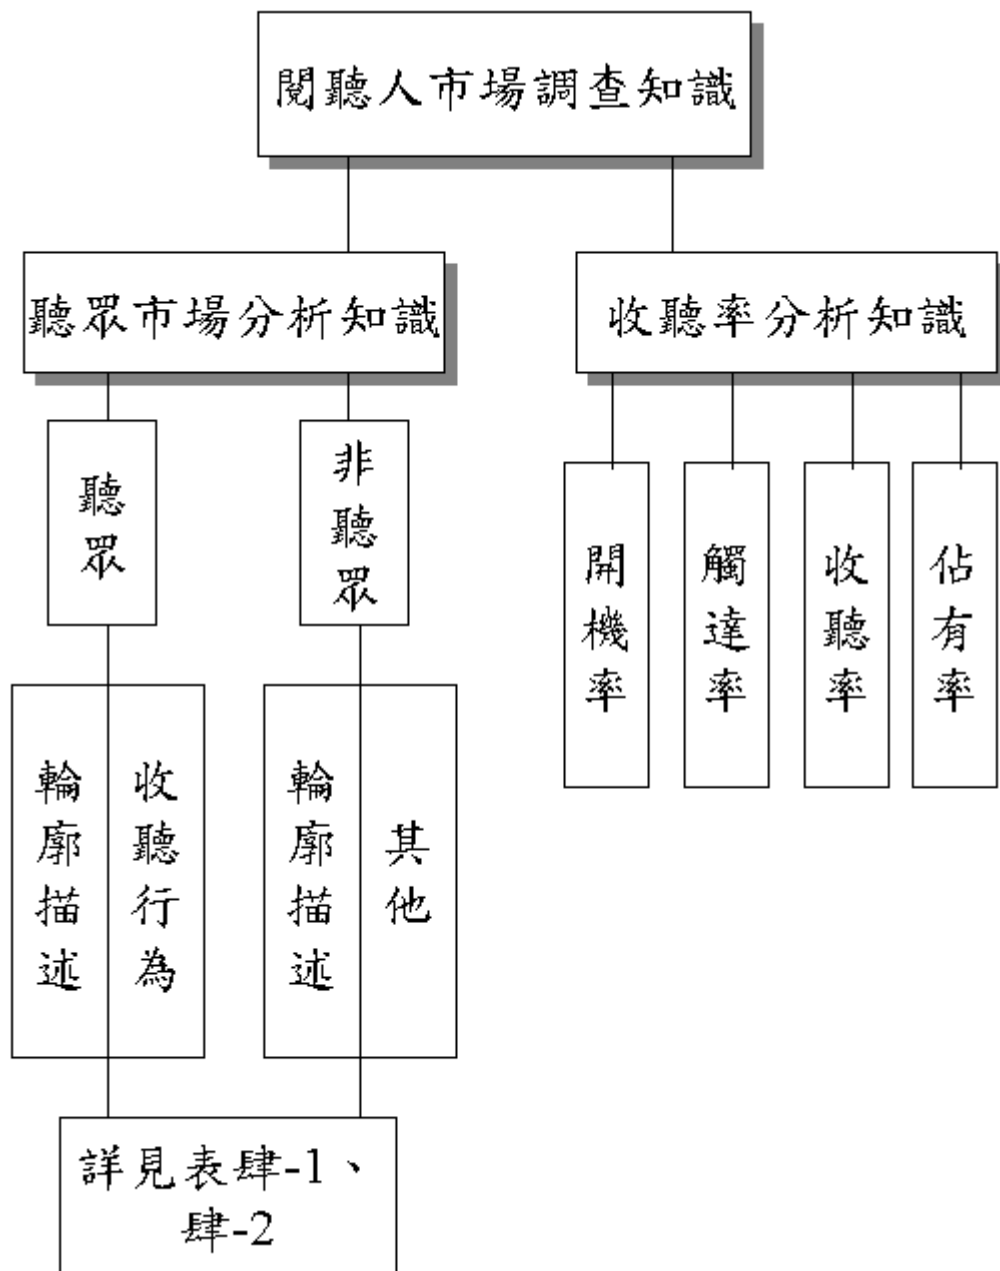 閱聽人市場調查知識
聽眾市場分析知識
收聽率分析知識
聽眾
非聽眾
開機率
觸達率
收聽率
佔有率
輪廓描述
收聽行為
輪廓描述
其他
詳見表肆-1、
肆-2